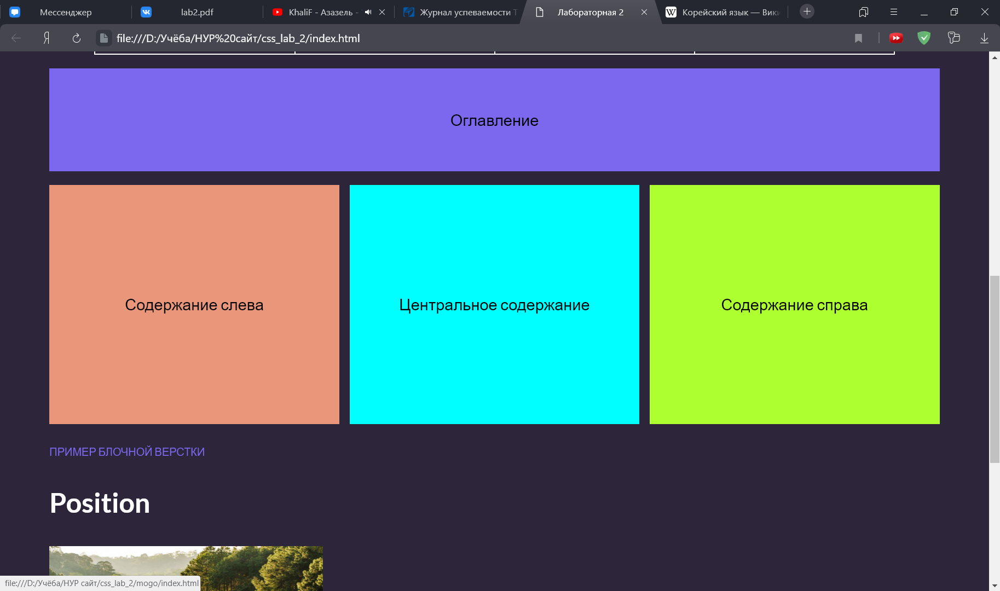 Мессенджер
lab2.pdf
KhaliF - Азазель -
Журнал успеваемости Т
Лабораторная 2
Корейский язык — Вики
file:///D:/Учёба/НУР%20сайт/css_lab_2/index.html
Оглавление
Содержание слева
Центральное содержание
Содержание справа
ПРИМЕР БЛОЧНОЙ ВЕРСТКИ
Position
file:///D:/Учёба/НУР сайт/css_lab_2/mogo/index.html